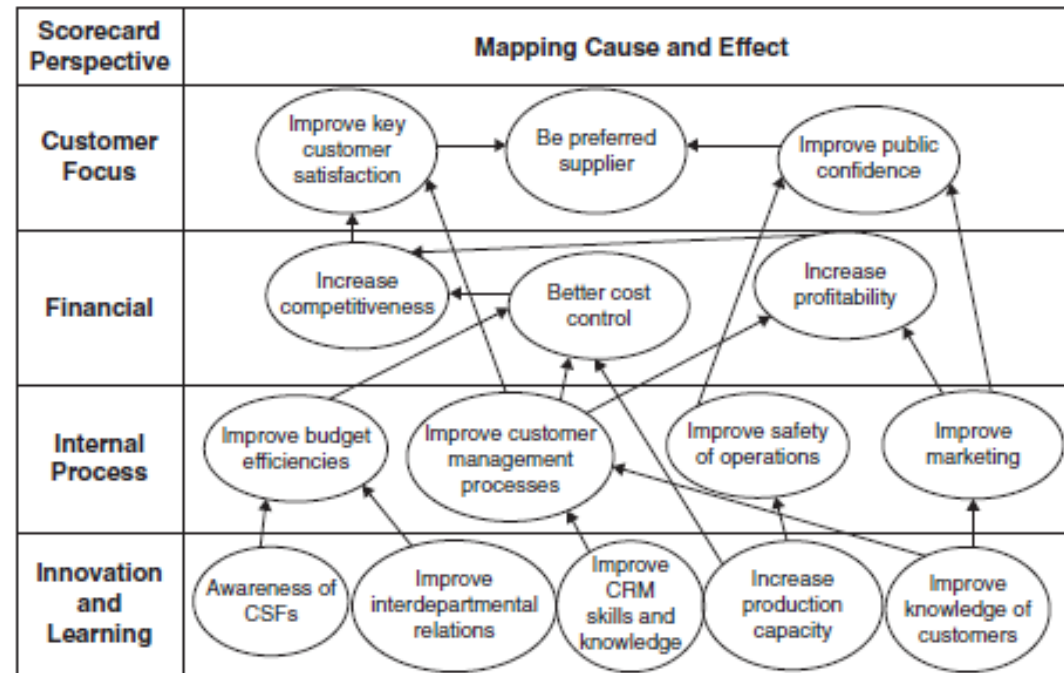 Scorecard
Perspective
Mapping Cause and Effect
Customer
Focus
Improve key
customer
satisfaction
Be preferred
supplier
Improve public
confidence
Financial
Increase
competitiveness
Better cost
control
Increase
profitability
Internal
Process
Improve budget
efficiencies
Improve customer
management
processes
Improve safety
of operations
Improve
marketing
Innovation
and
Learning
Awareness of
CSFs
Improve
interdepartmental
relations
Improve
CRM
skills and
knowledge
Increase
production
capacity
Improve
knowledge of
customers